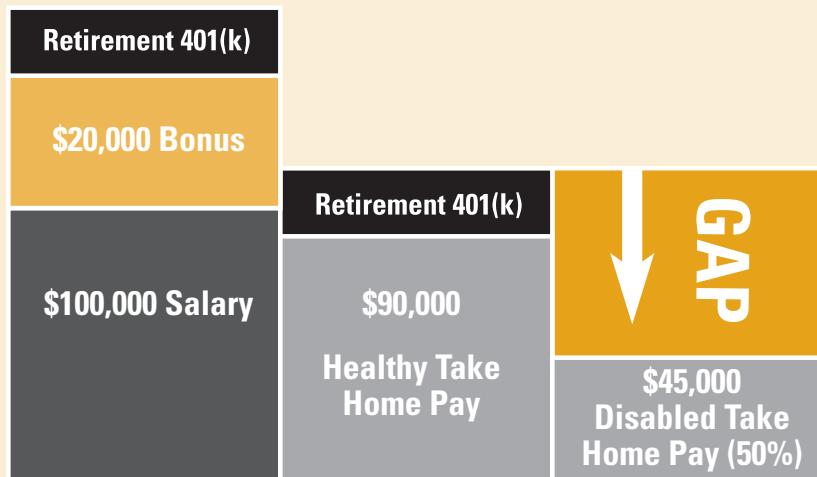 Retirement 401(k)
$20,000 Bonus
$100,000 Salary
Retirement 401(k)
$90,000
Healthy Take
Home Pay
GAP
$45,000
Disabled Take
Home Pay (50%)